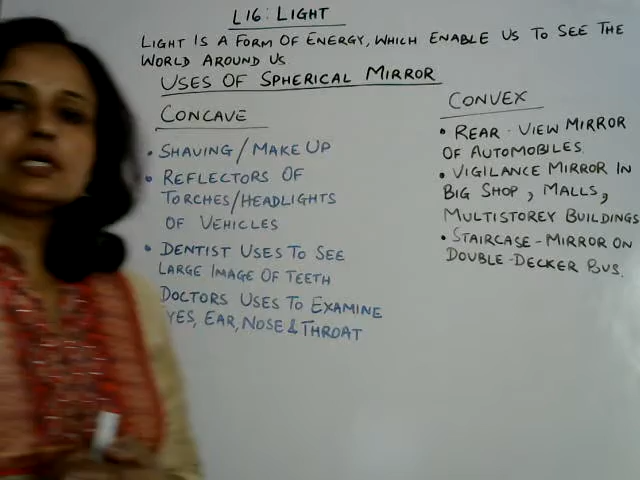 L16: LIGHT
LIGHT IS A FORM OF ENERGY, WHICH ENABLE US TO SEE THE
WORLD AROUND US.
USES OF SPHERICAL MIRROR
CONCAVE
• SHAVING/MAKE UP
• REFLECTORS OF
TORCHES/HEADLIGHTS
OF VEHICLES
• DENTIST USES TO SEE
LARGE IMAGE OF TEETH
DOCTORS USES TO EXAMINE
YES, EAR, NOSE & THROAT
CONVEX
• REAR-VIEW MIRROR
OF AUTOMOBILES.
• VIGILANCE MIRROR IN
BIG SHOP, MALLS,
MULTISTOREY BUILDINGS
• STAIRCASE-MIRROR ON
DOUBLE-DECKER BUS.